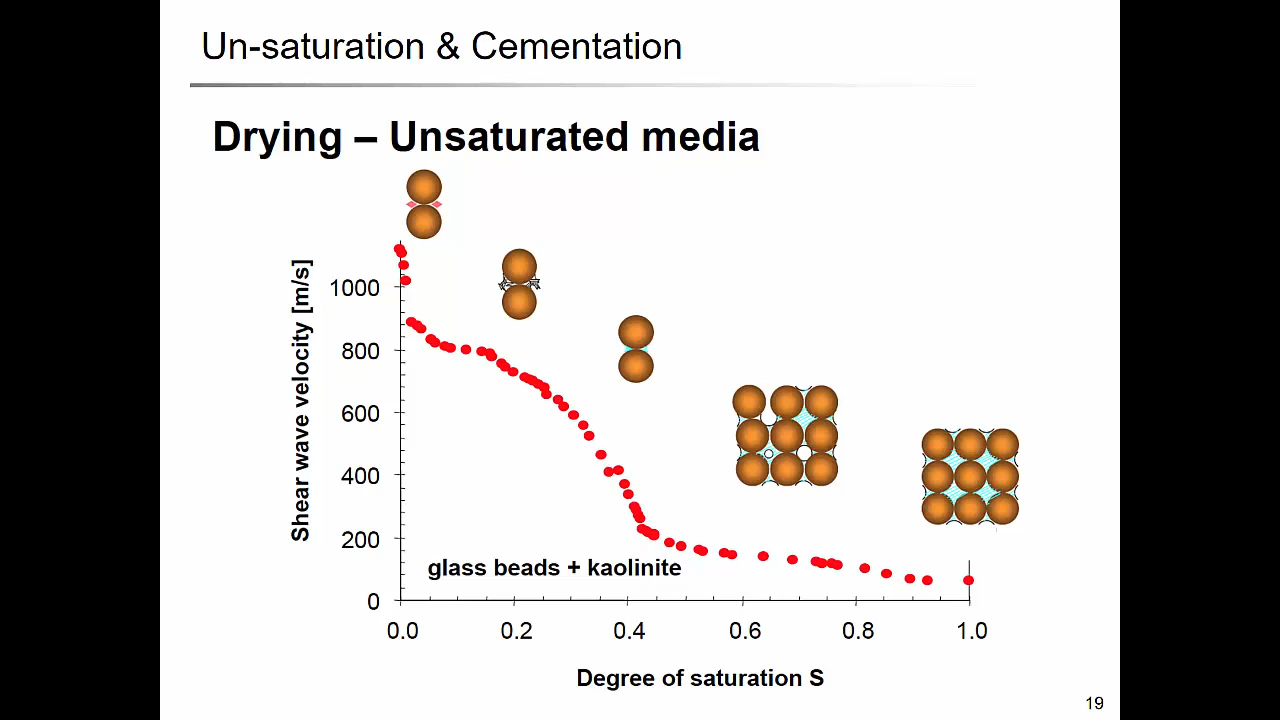 Un-saturation & Cementation
Drying – Unsaturated media
Shear wave velocity [m/s]
1000
800
600
400
200
0
glass beads + kaolinite
0.0 0.2 0.4 0.6 0.8 1.0
Degree of saturation S
19